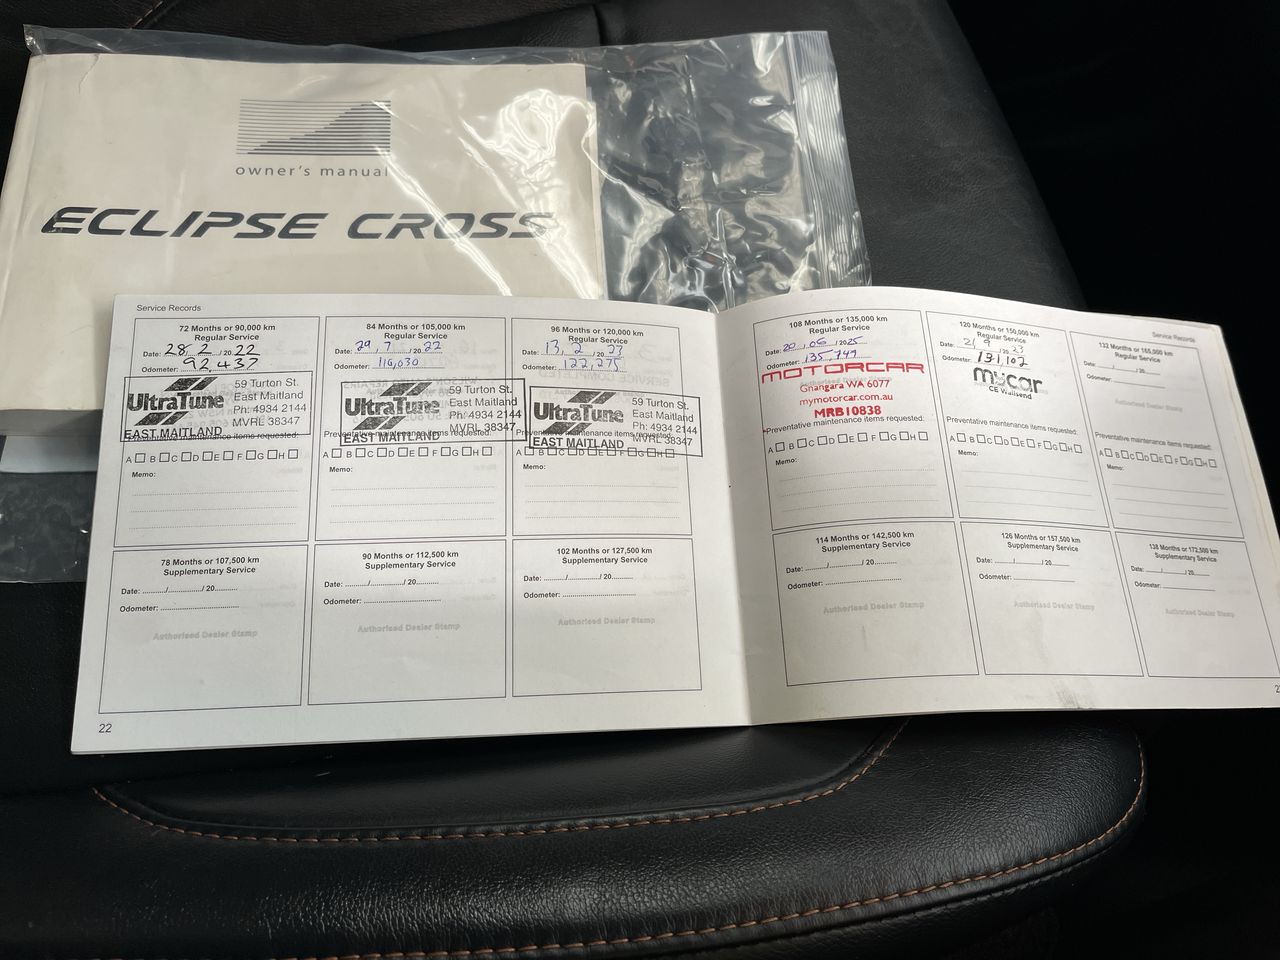 owner's manual
ECLIPSE CROSS
Service Records
72 Months or 90,000 km
Regular Service
Date: 28 / 2 / 20 22
Odometer: 92,437
UltraTune
EAST MAITLAND
59 Turton St.
East Maitland
Ph: 4934 2144
MVRL 38347
A B C D E F G H
Memo:
84 Months or 105,000 km
Regular Service
Date: 29 / 7 / 20 22
Odometer: 110,030
UltraTune
EAST MAITLAND
59 Turton St.
East Maitland
Ph: 4934 2144
MVRL 38347
A B C D E F G H
Memo:
96 Months or 120,000 km
Regular Service
Date: 13 / 2 / 20 23
Odometer: 122,275
UltraTune
EAST MAITLAND
59 Turton St.
East Maitland
Ph: 4934 2144
MVRL 38347
A B C D E F G H
Memo:
78 Months or 107,500 km
Supplementary Service
Date: ......../............../ 20.........
Odometer: ..............................
Authorised Dealer Stamp
90 Months or 112,500 km
Supplementary Service
Date: ......../............../ 20.........
Odometer: ..............................
Authorised Dealer Stamp
102 Months or 127,500 km
Supplementary Service
Date: ......../............../ 20.........
Odometer: ..............................
Authorised Dealer Stamp
22
Service Records
108 Months or 135,000 km
Regular Service
Date: 20 / 06 / 2025
Odometer: 135,749
MOTORCAR
Gnangara WA 6077
mymotorcar.com.au
MRB10838
Preventative maintenance items requested:
A B C D E F G H
Memo:
120 Months or 150,000 km
Regular Service
Date: 21 / 9 / 20 23
Odometer: 131,102
mycar
CE Wallsend
Preventative maintenance items requested:
A B C D E F G H
Memo:
132 Months or 165,000 km
Regular Service
Date: ......../............../ 20.........
Odometer: ..............................
Authorised Dealer Stamp
Preventative maintenance items requested:
A B C D E F G H
Memo:
114 Months or 142,500 km
Supplementary Service
Date: ......../............../ 20.........
Odometer: ..............................
Authorised Dealer Stamp
126 Months or 157,500 km
Supplementary Service
Date: ......../............../ 20.........
Odometer: ..............................
Authorised Dealer Stamp
138 Months or 172,500 km
Supplementary Service
Date: ......../............../ 20.........
Odometer: ..............................
Authorised Dealer Stamp